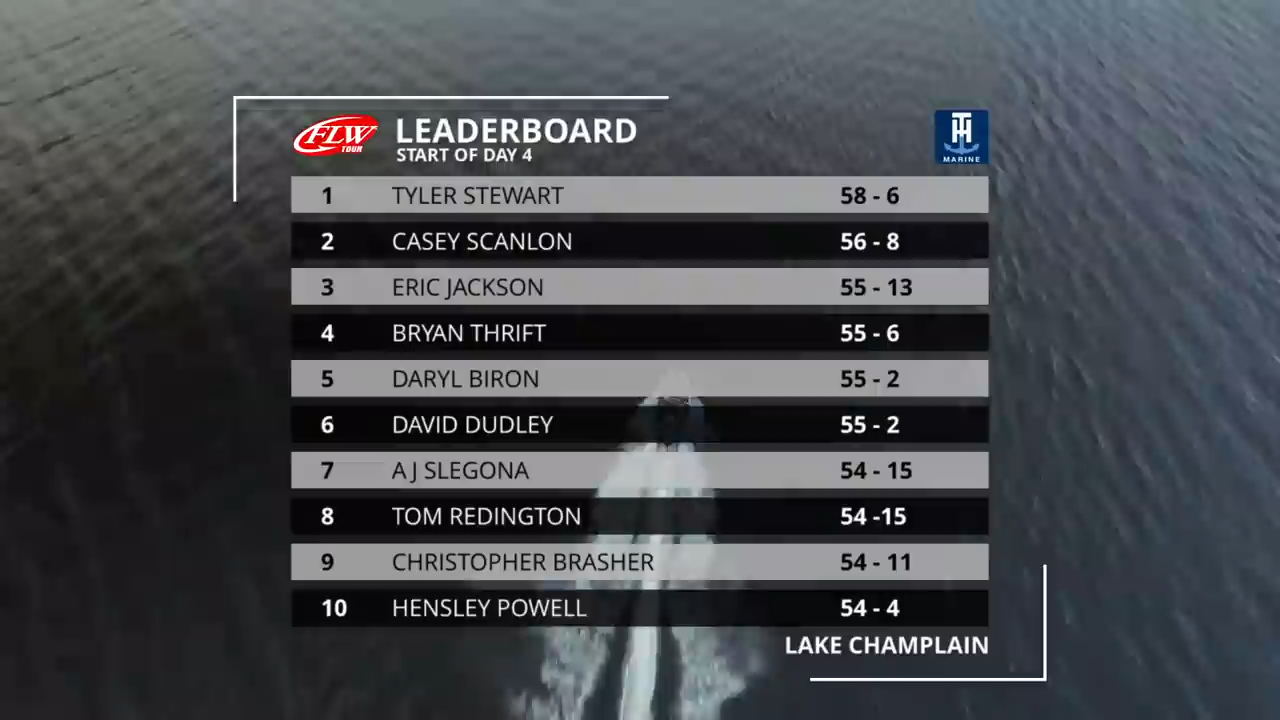 FLW TOUR
LEADERBOARD
START OF DAY 4
TH MARINE
1 TYLER STEWART 58 - 6
2 CASEY SCANLON 56 - 8
3 ERIC JACKSON 55 - 13
4 BRYAN THRIFT 55 - 6
5 DARYL BIRON 55 - 2
6 DAVID DUDLEY 55 - 2
7 A J SLEGONA 54 - 15
8 TOM REDINGTON 54 -15
9 CHRISTOPHER BRASHER 54 - 11
10 HENSLEY POWELL 54 - 4
LAKE CHAMPLAIN